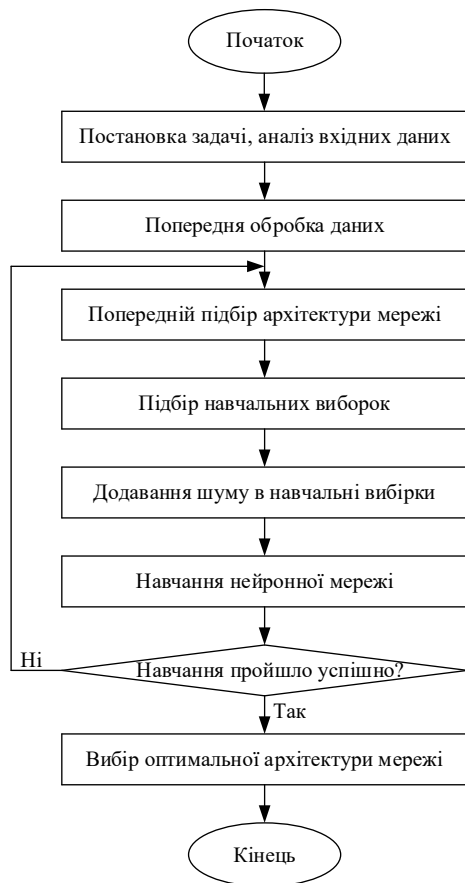 Початок
Постановка задачі, аналіз вхідних даних
Попередня обробка даних
Попередній підбір архітектури мережі
Підбір навчальних виборок
Додавання шуму в навчальні вибірки
Навчання нейронної мережі
Ні
Навчання пройшло успішно?
Так
Вибір оптимальної архітектури мережі
Кінець